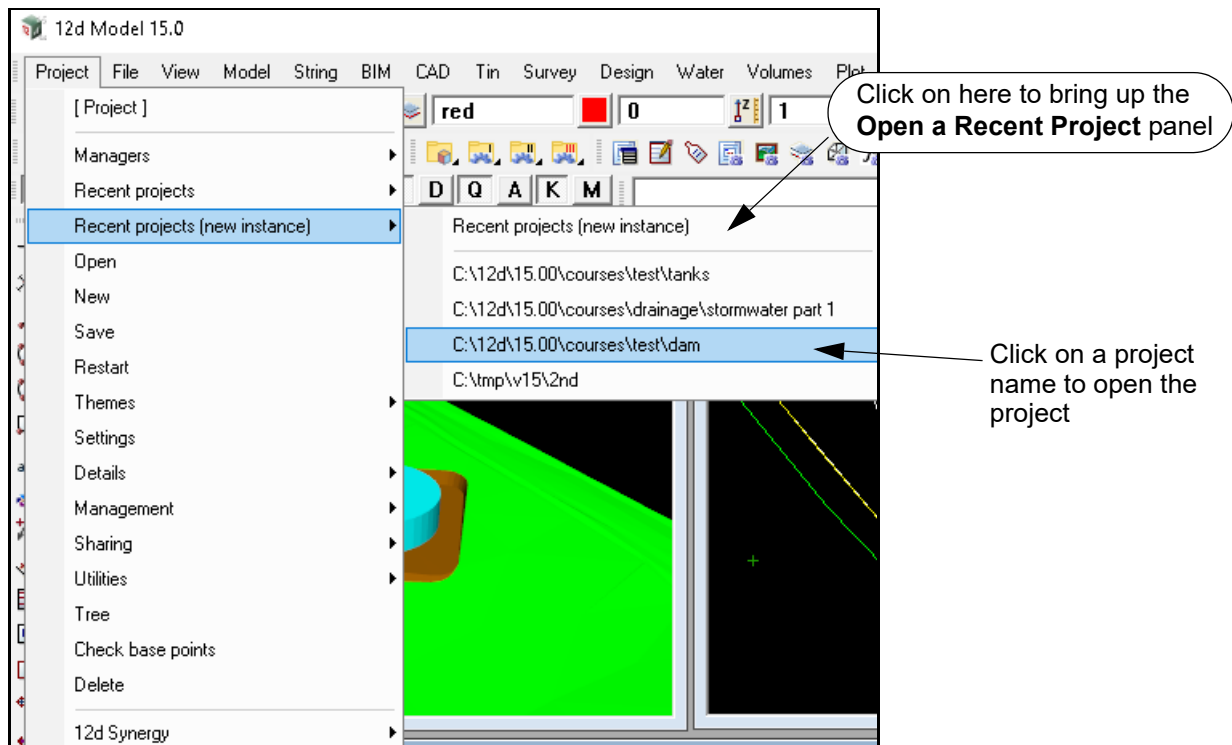 12d Model 15.0
Project File View Model String BIM CAD Tin Survey Design Water Volumes Plot
[ Project ]
red 0 1
Click on here to bring up the
Open a Recent Project panel
Managers
Recent projects
D Q A K M
Recent projects (new instance)
Recent projects (new instance)
Open
C:\12d\15.00\courses\test\tanks
New
C:\12d\15.00\courses\drainage\stormwater part 1
Save
C:\12d\15.00\courses\test\dam
Click on a project
name to open the
project
Restart
C:\tmp\v15\2nd
Themes
Settings
Details
Management
Sharing
Utilities
Tree
Check base points
Delete
12d Synergy